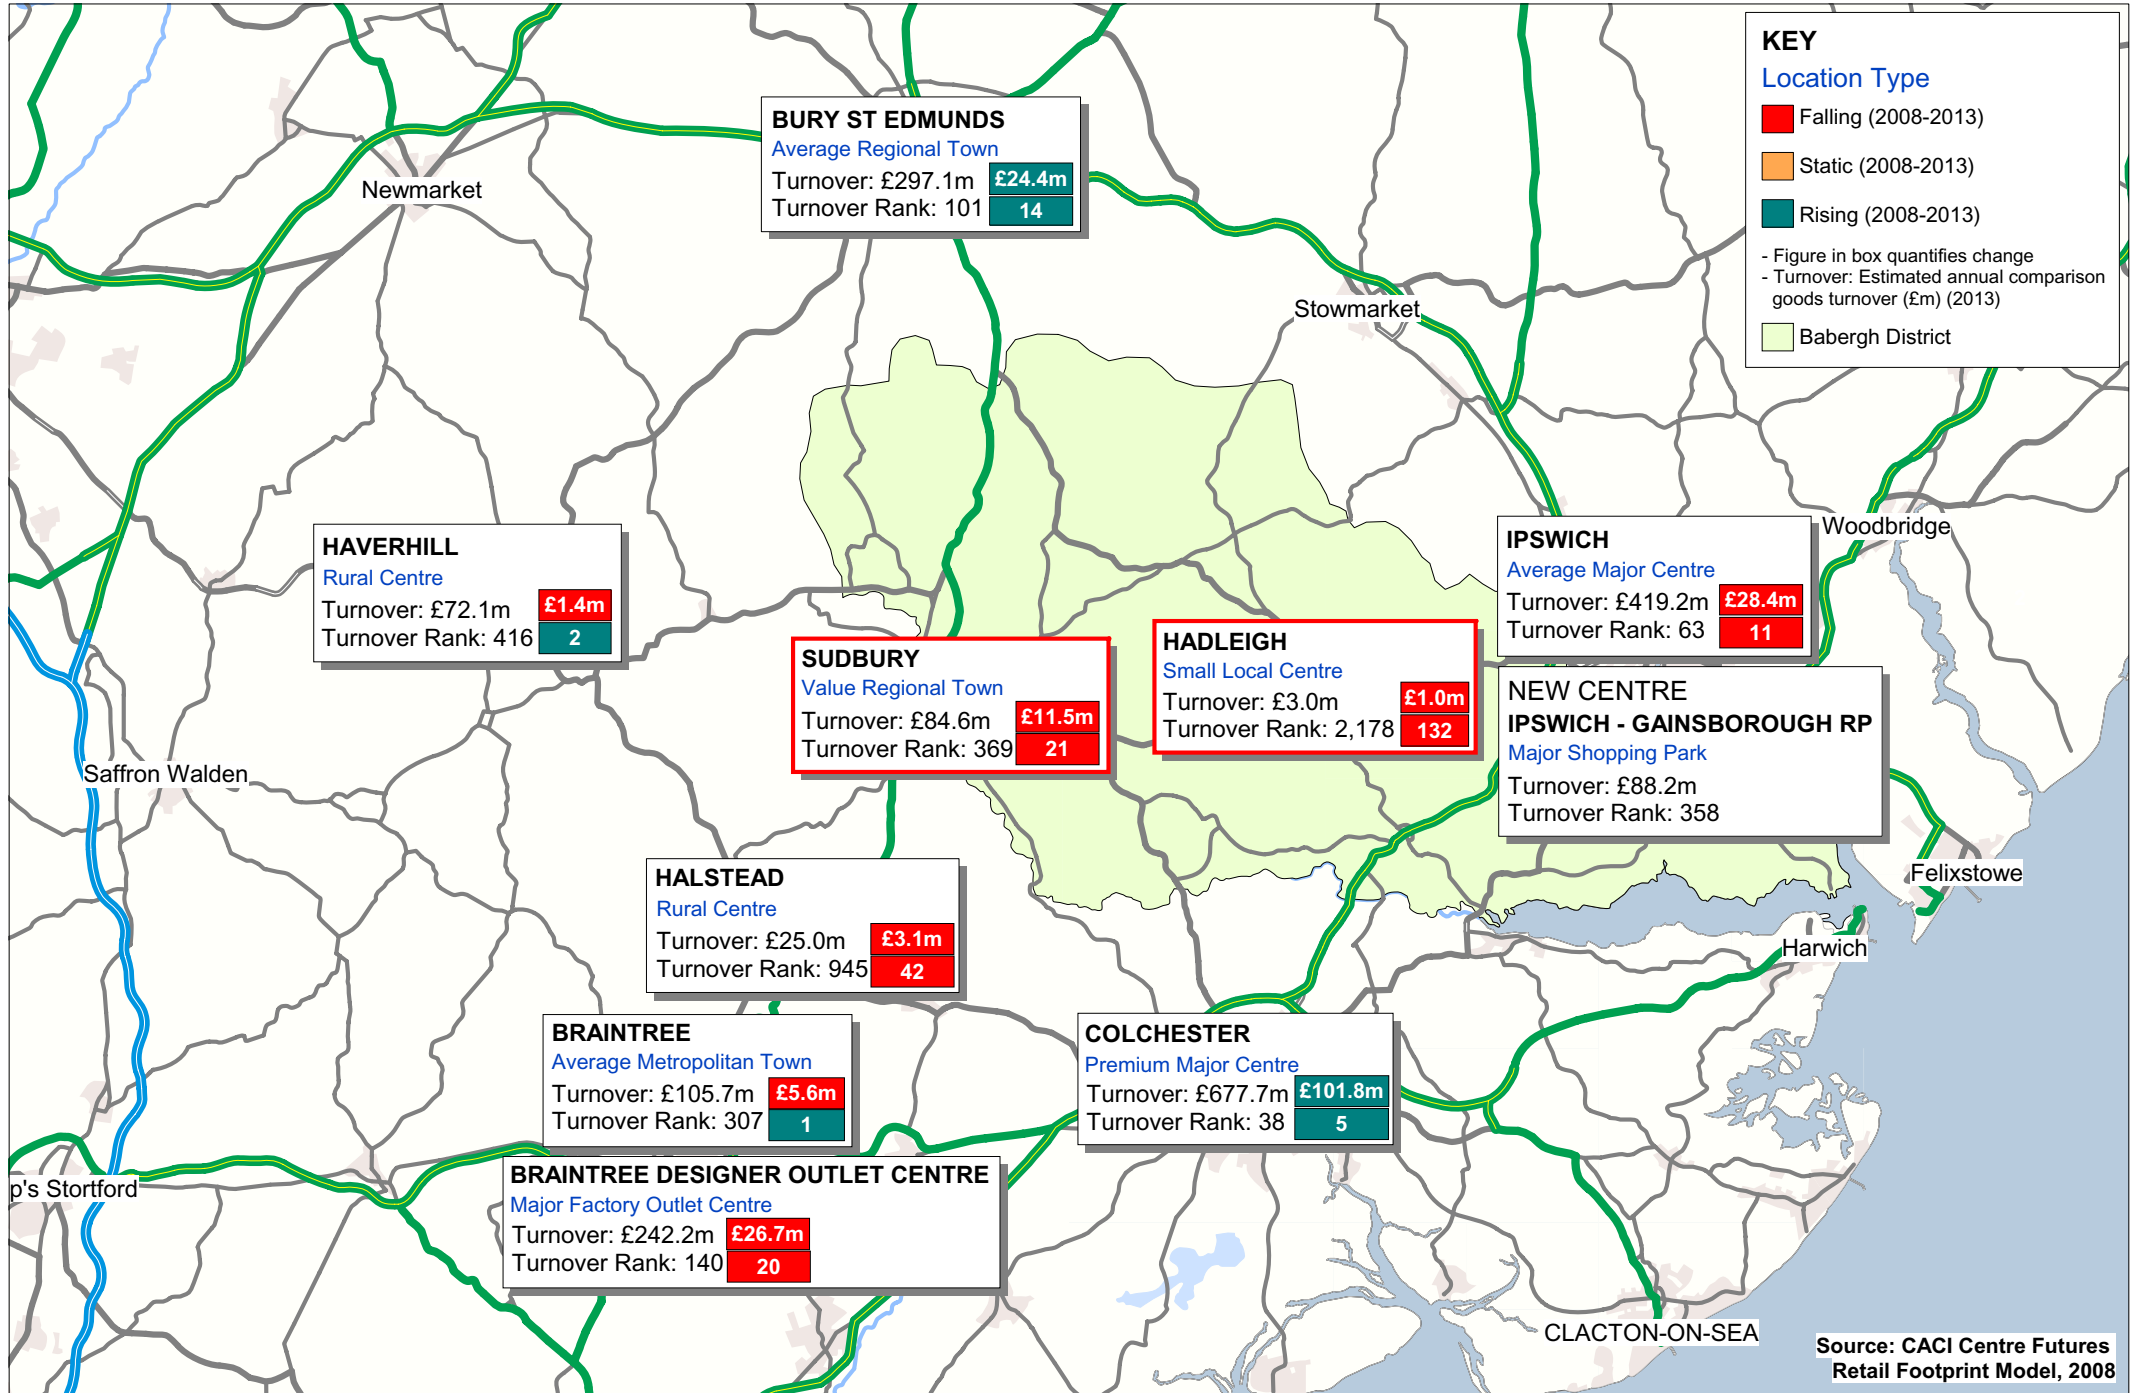 KEY
Location Type
Falling (2008-2013)
Static (2008-2013)
Rising (2008-2013)
- Figure in box quantifies change
- Turnover: Estimated annual comparison
goods turnover (£m) (2013)
Babergh District
BURY ST EDMUNDS
Average Regional Town
Turnover: £297.1m £24.4m
Turnover Rank: 101 14
Newmarket
Stowmarket
HAVERHILL
Rural Centre
Turnover: £72.1m £1.4m
Turnover Rank: 416 2
IPSWICH
Average Major Centre
Turnover: £419.2m £28.4m
Turnover Rank: 63 11
Woodbridge
SUDBURY
Value Regional Town
Turnover: £84.6m £11.5m
Turnover Rank: 369 21
HADLEIGH
Small Local Centre
Turnover: £3.0m £1.0m
Turnover Rank: 2,178 132
NEW CENTRE
IPSWICH - GAINSBOROUGH RP
Major Shopping Park
Turnover: £88.2m
Turnover Rank: 358
Saffron Walden
HALSTEAD
Rural Centre
Turnover: £25.0m £3.1m
Turnover Rank: 945 42
Felixstowe
Harwich
BRAINTREE
Average Metropolitan Town
Turnover: £105.7m £5.6m
Turnover Rank: 307 1
COLCHESTER
Premium Major Centre
Turnover: £677.7m £101.8m
Turnover Rank: 38 5
p's Stortford
BRAINTREE DESIGNER OUTLET CENTRE
Major Factory Outlet Centre
Turnover: £242.2m £26.7m
Turnover Rank: 140 20
CLACTON-ON-SEA
Source: CACI Centre Futures
Retail Footprint Model, 2008